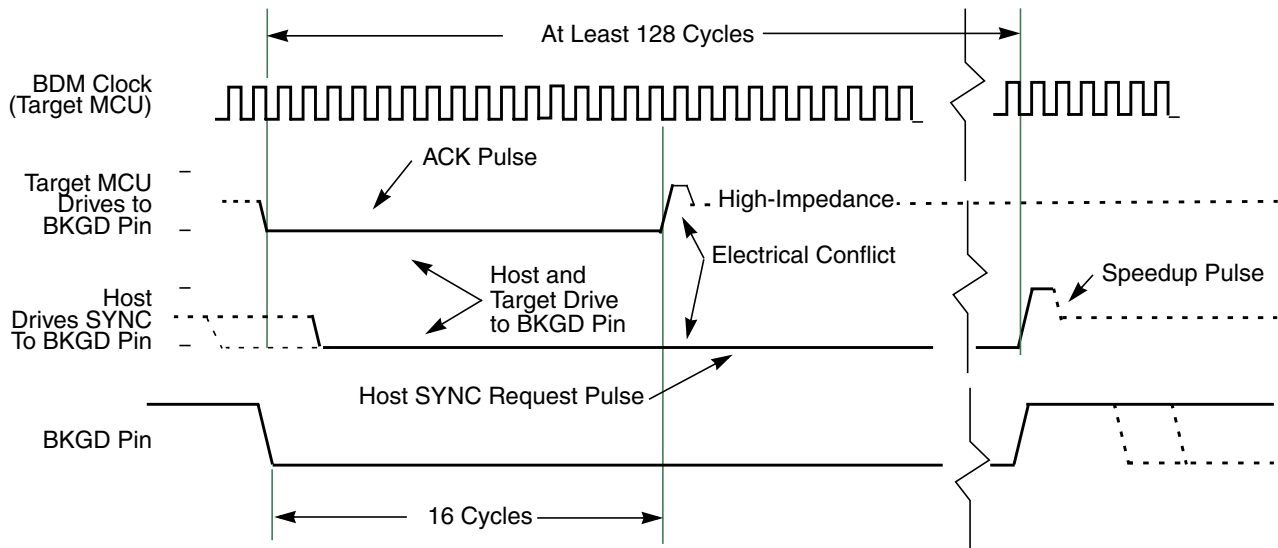 At Least 128 Cycles
BDM Clock
(Target MCU)
ACK Pulse
Target MCU
Drives to
BKGD Pin
High-Impedance
Electrical Conflict
Host and
Target Drive
to BKGD Pin
Speedup Pulse
Host
Drives SYNC
To BKGD Pin
Host SYNC Request Pulse
BKGD Pin
16 Cycles